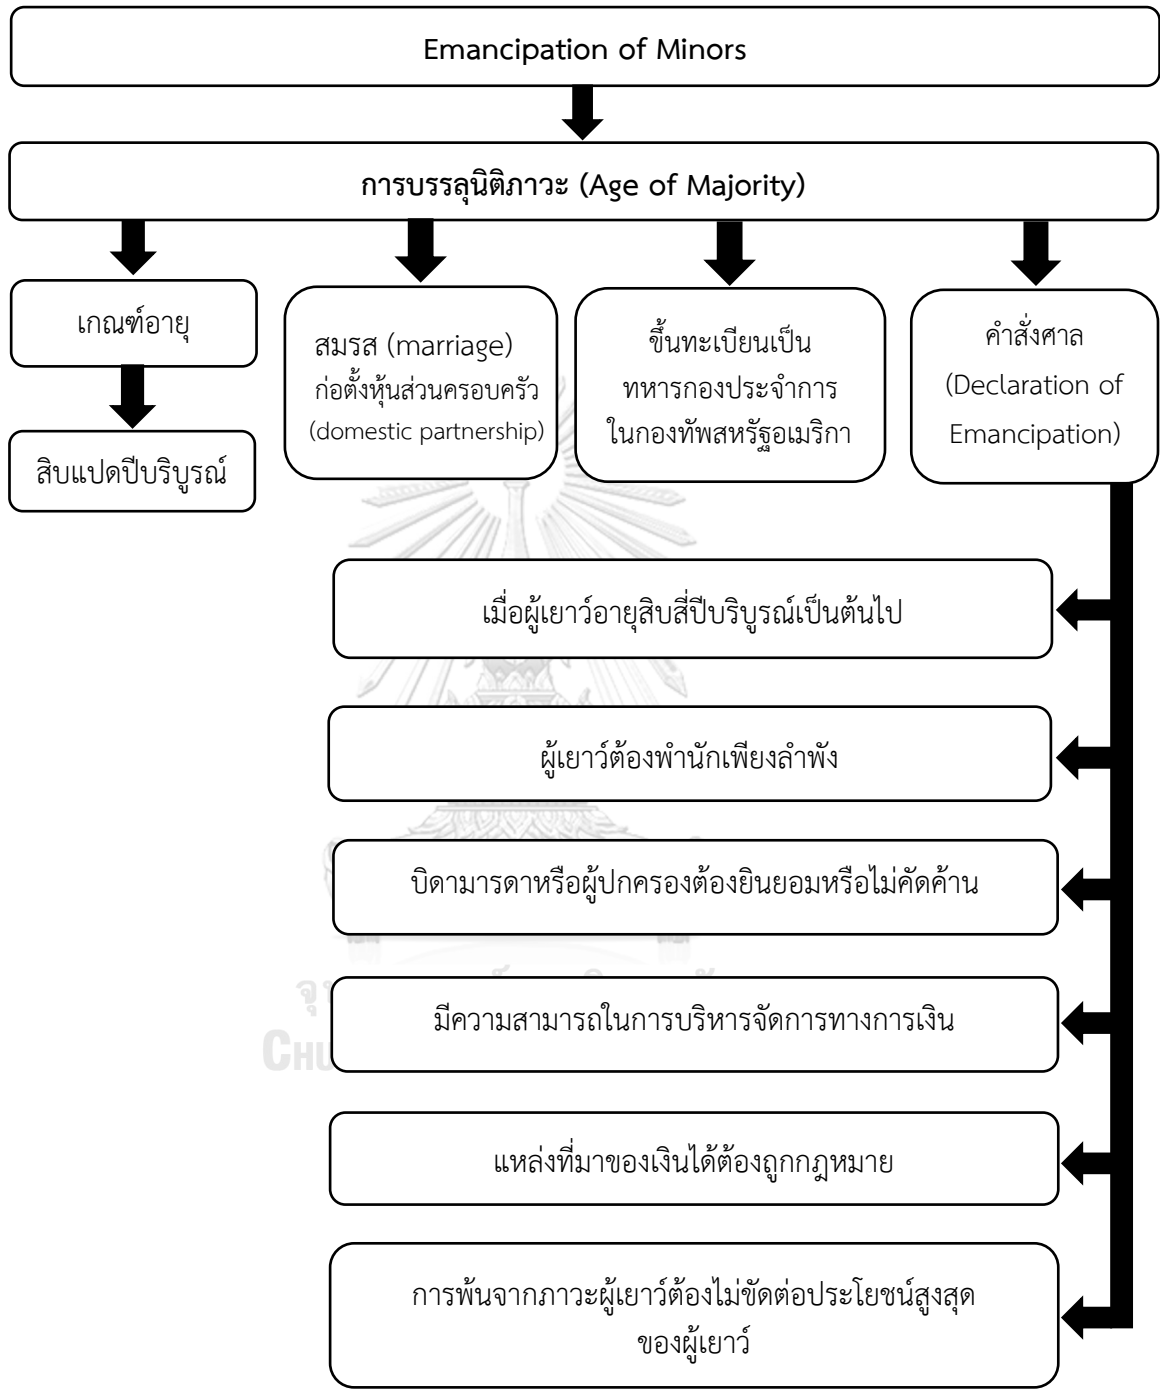 Emancipation of Minors
การบรรลุนิติภาวะ (Age of Majority)
เกณฑ์อายุ
สิบแปดปีบริบูรณ์
สมรส (marriage)
ก่อตั้งหุ้นส่วนครอบครัว
(domestic partnership)
ขึ้นทะเบียนเป็น
ทหารกองประจำการ
ในกองทัพสหรัฐอเมริกา
คำสั่งศาล
(Declaration of
Emancipation)
เมื่อผู้เยาว์อายุสิบสี่ปีบริบูรณ์เป็นต้นไป
ผู้เยาว์ต้องพำนักเพียงลำพัง
บิดามารดาหรือผู้ปกครองต้องยินยอมหรือไม่คัดค้าน
มีความสามารถในการบริหารจัดการทางการเงิน
แหล่งที่มาของเงินได้ต้องถูกกฎหมาย
การพ้นจากภาวะผู้เยาว์ต้องไม่ขัดต่อประโยชน์สูงสุด
ของผู้เยาว์